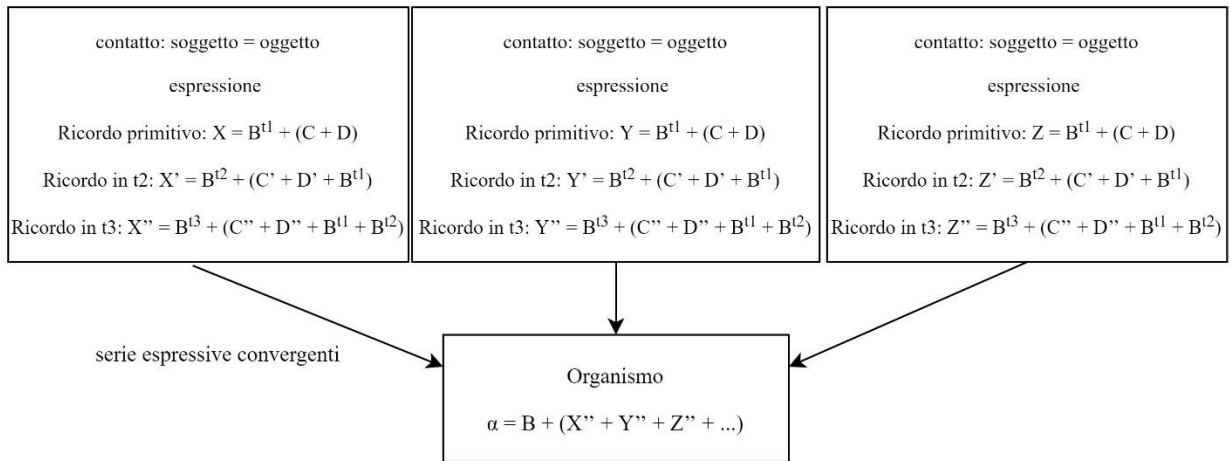 contatto: soggetto = oggetto
espressione
Ricordo primitivo: X = B^t1 + (C + D)
Ricordo in t2: X’ = B^t2 + (C’ + D’ + B^t1)
Ricordo in t3: X’’ = B^t3 + (C’’ + D’’ + B^t1 + B^t2)
contatto: soggetto = oggetto
espressione
Ricordo primitivo: Y = B^t1 + (C + D)
Ricordo in t2: Y’ = B^t2 + (C’ + D’ + B^t1)
Ricordo in t3: Y’’ = B^t3 + (C’’ + D’’ + B^t1 + B^t2)
contatto: soggetto = oggetto
espressione
Ricordo primitivo: Z = B^t1 + (C + D)
Ricordo in t2: Z’ = B^t2 + (C’ + D’ + B^t1)
Ricordo in t3: Z’’ = B^t3 + (C’’ + D’’ + B^t1 + B^t2)
serie espressive convergenti
Organismo
α = B + (X’’ + Y’’ + Z’’ + ...)